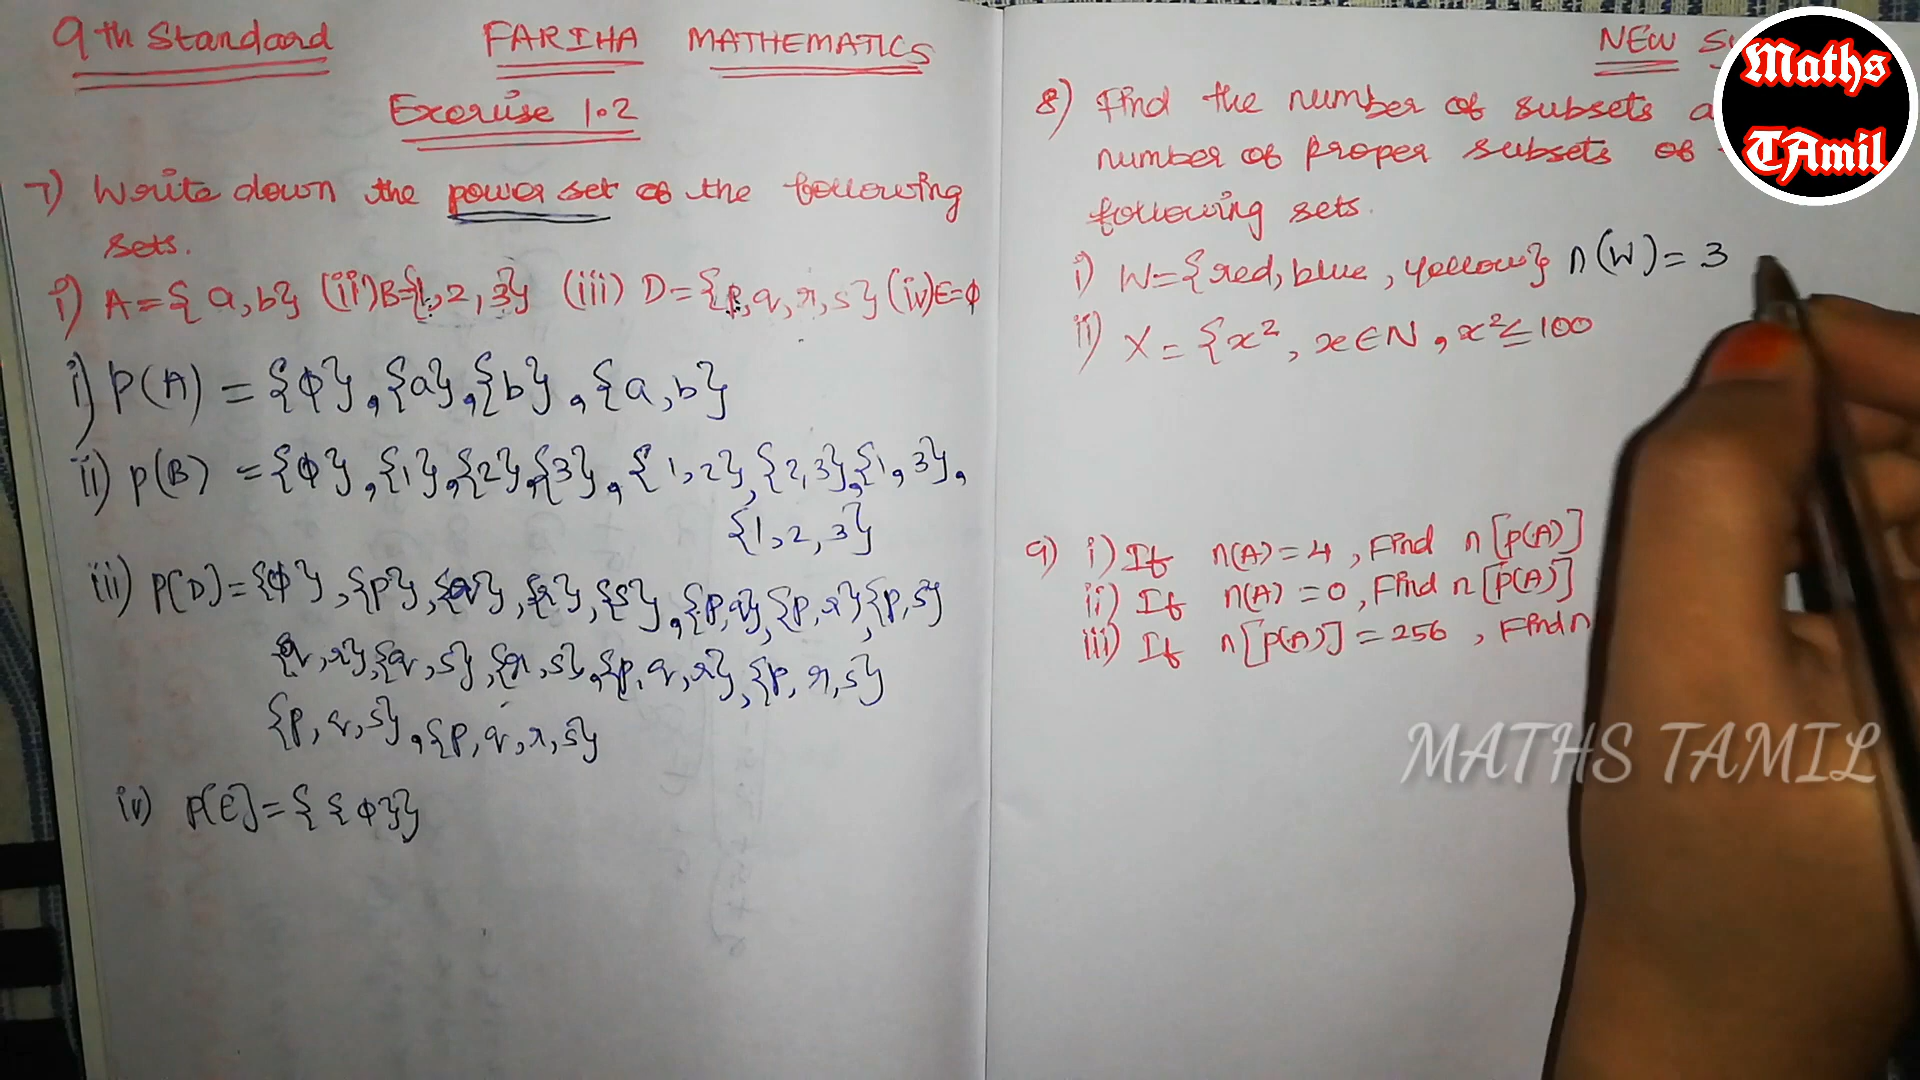 9th Standard FARIHA MATHEMATICS
Exercise 1.2
7) Write down the power set of the following
sets.
i) A={a,b} (ii)B={1,2,3} (iii) D={p,q,r,s} (iv)E=ϕ
i) P(A) = {ϕ},{a},{b},{a,b}
ii) p(B) = {ϕ},{1},{2},{3},{1,2},{2,3},{1,3},
{1,2,3}
iii) P[D]={ϕ},{p},{q},{r},{s},{p,q},{p,r},{p,s}
{q,r},{q,s},{r,s},{p,q,r},{p,r,s}
{p,q,s},{p,q,r,s}
iv) P[E]={{ϕ}}
NEW
8) Find the number of subsets
number of proper subsets of
following sets.
i) W={red,blue,yellow} n(W)=3
ii) X={x²,x∈N,x²≤100
9) i) If n(A)=4, Find n[p(A)]
ii) If n(A)=0, Find n[p(A)]
iii) If n[p(A)]=256, Find n
Maths
TAmil
MATHS TAMIL